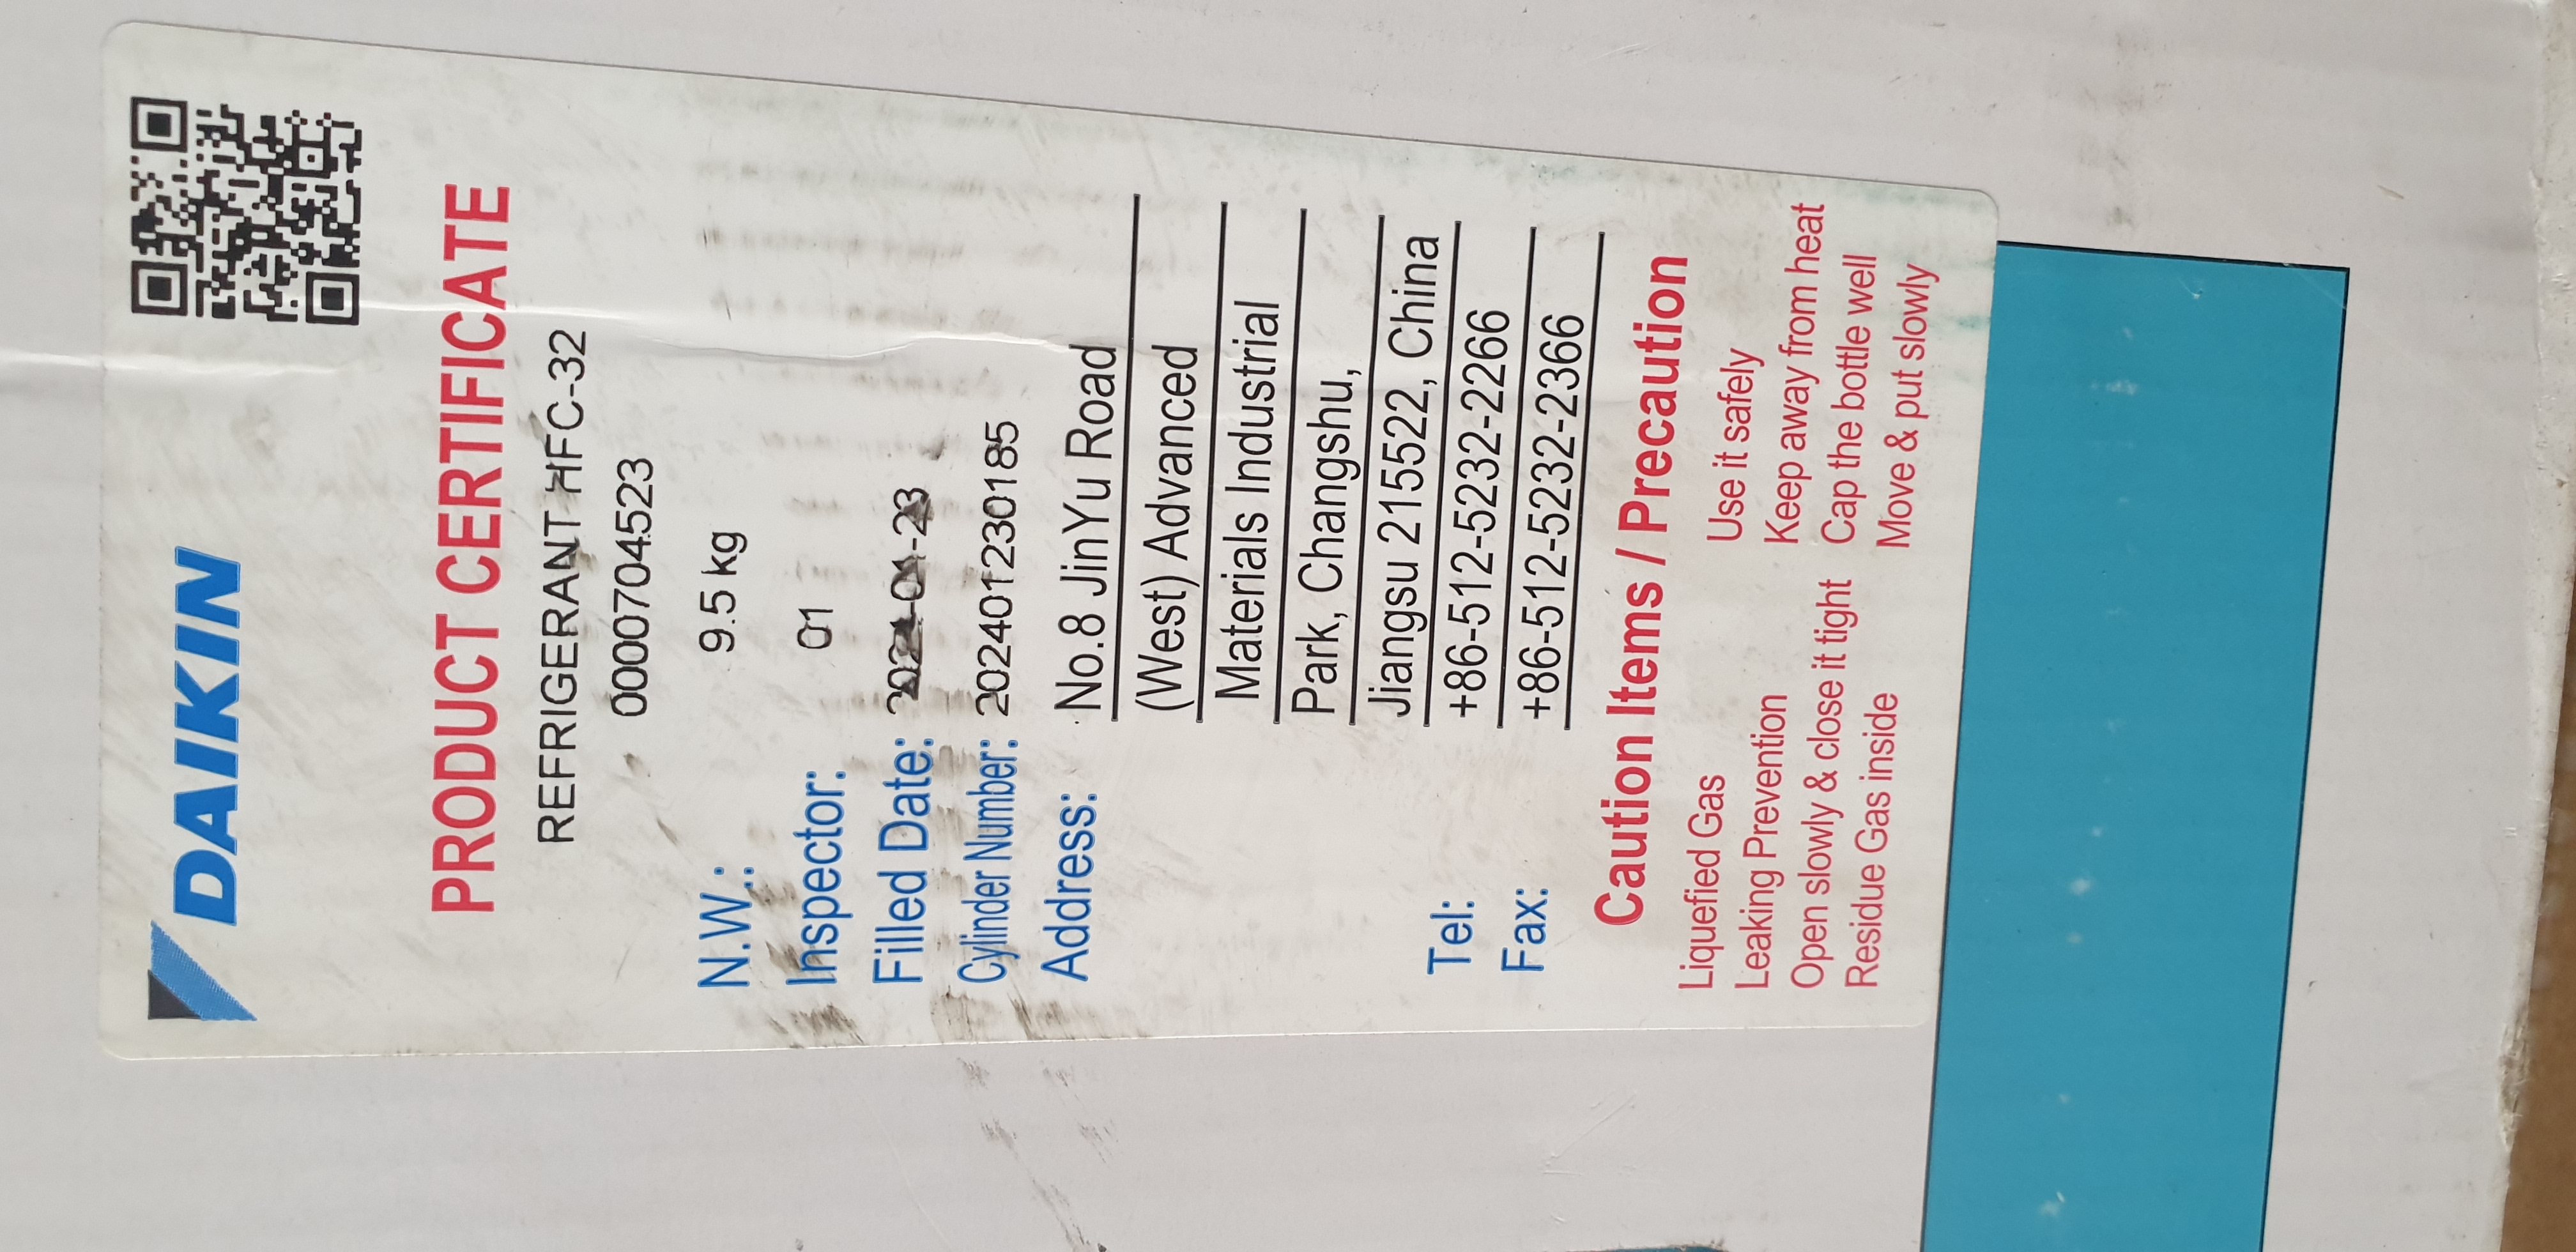 DAIKIN
PRODUCT CERTIFICATE
REFRIGERANT HFC-32
0000704523
N.W.: 9.5 kg
Inspector: 01
Filled Date: 2024-01-23
Cylinder Number: 202401230185
Address: No.8 JinYu Road
(West) Advanced
Materials Industrial
Park, Changshu,
Jiangsu 215522, China
Tel: +86-512-5232-2266
Fax: +86-512-5232-2366
Caution Items / Precaution
Liquefied Gas Use it safely
Leaking Prevention Keep away from heat
Open slowly & close it tight Cap the bottle well
Residue Gas inside Move & put slowly